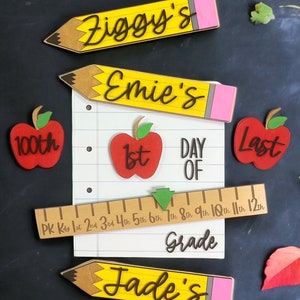 Ziggy's
Emie's
100th
1st
DAY
OF
Last
PK K 1st 2nd 3rd 4th 5th 6th 7th 8th 9th 10th 11th 12th
Grade
Jade's